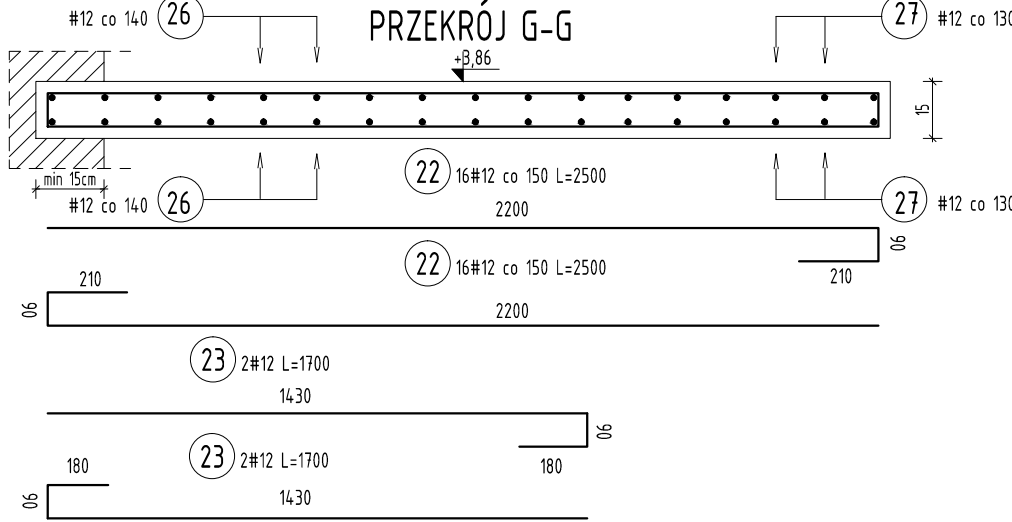 #12 co 140 26
PRZEKRÓJ G-G
27 #12 co 130
+3,86
15
min 15cm
22 16#12 co 150 L=2500
#12 co 140 26
27 #12 co 130
2200
90
22 16#12 co 150 L=2500
210
210
90
2200
23 2#12 L=1700
1430
90
23 2#12 L=1700
180
180
90
1430